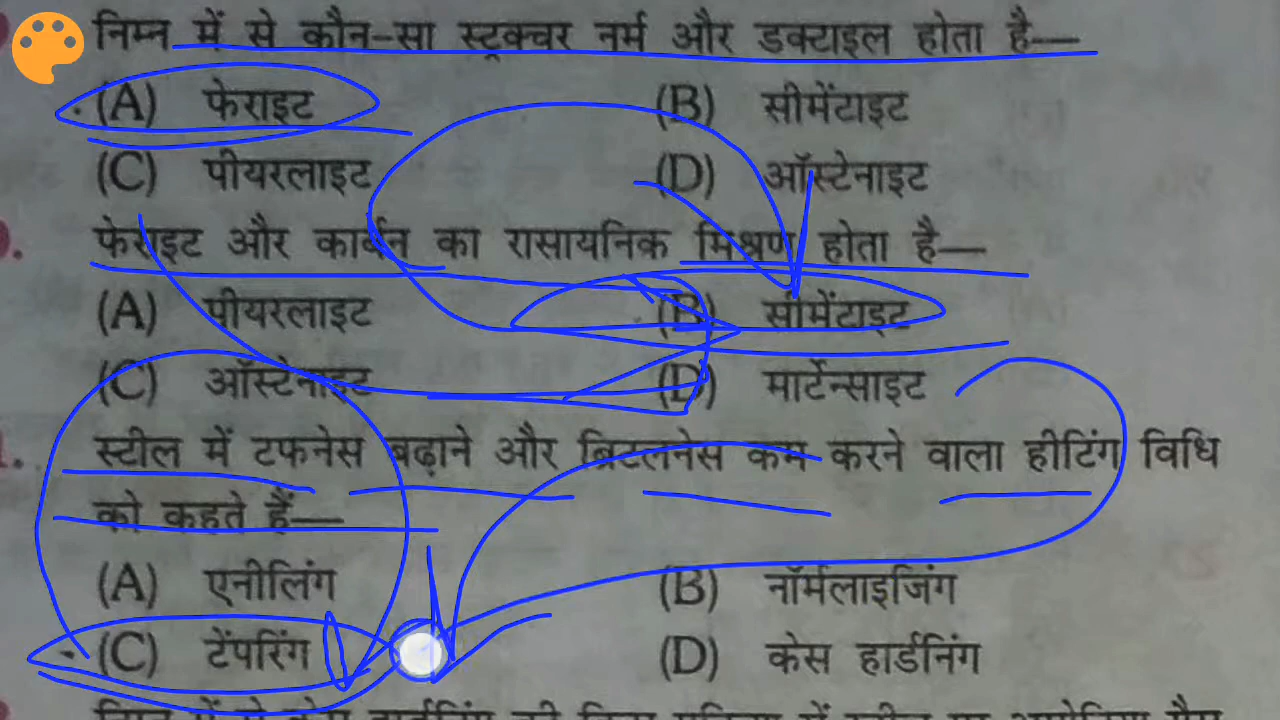 निम्न में से कौन-सा स्ट्रक्चर नर्म और डक्टाइल होता है—
(A) फेराइट (B) सीमेंटाइट
(C) पीयरलाइट (D) ऑस्टेनाइट
फेराइट और कार्बन का रासायनिक मिश्रण होता है—
(A) पीयरलाइट (B) सीमेंटाइट
(C) ऑस्टेनाइट (D) मार्टेन्साइट
स्टील में टफनेस बढ़ाने और ब्रिटलनेस कम करने वाला हीटिंग विधि
को कहते हैं—
(A) एनीलिंग (B) नॉर्मलाइजिंग
(C) टेंपरिंग (D) केस हार्डनिंग